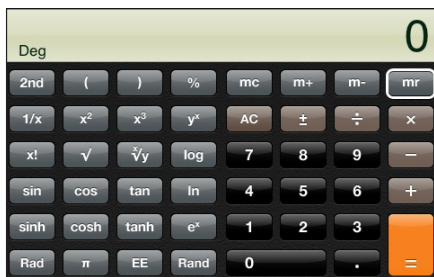 0
Deg
2nd ( ) % mc m+ m- mr
1/x x² x³ yˣ AC ± ÷ ×
x! √ ˣ√y log 7 8 9 −
sin cos tan ln 4 5 6 +
sinh cosh tanh eˣ 1 2 3
Rad π EE Rand 0 . =